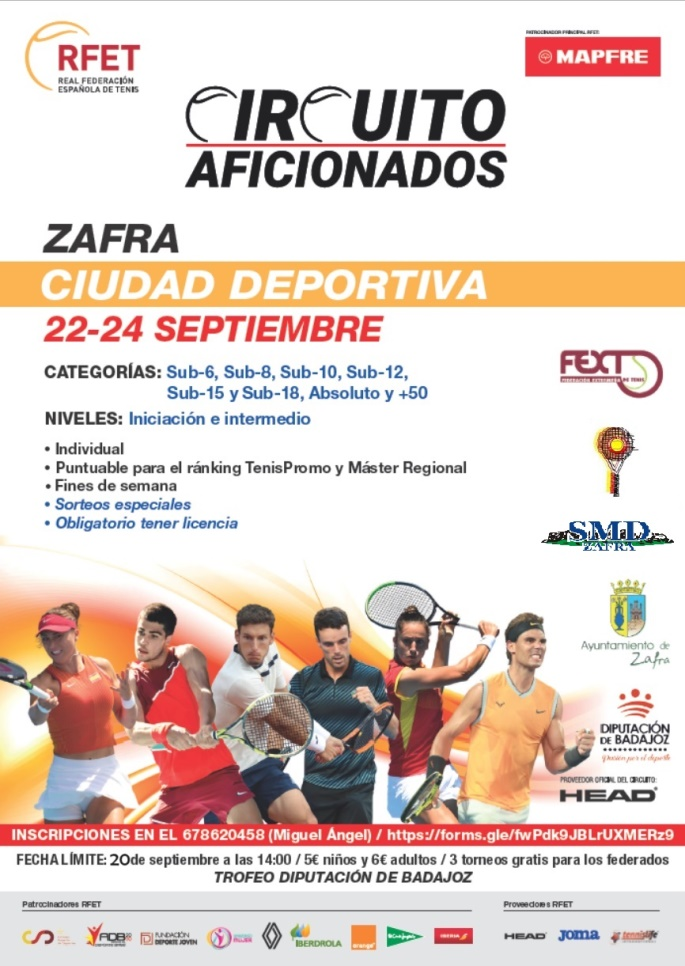 RFET
REAL FEDERACIÓN
ESPAÑOLA DE TENIS
PATROCINADOR PRINCIPAL RFET:
MAPFRE
CIRCUITO
AFICIONADOS
ZAFRA
CIUDAD DEPORTIVA
22-24 SEPTIEMBRE
CATEGORÍAS: Sub-6, Sub-8, Sub-10, Sub-12,
Sub-15 y Sub-18, Absoluto y +50
NIVELES: Iniciación e intermedio
• Individual
• Puntuable para el ránking TenisPromo y Máster Regional
• Fines de semana
• Sorteos especiales
• Obligatorio tener licencia
FEXT
FEDERACIÓN EXTREMEÑA DE TENIS
SMD
ZAFRA
Ayuntamiento de
Zafra
DIPUTACIÓN
DE BADAJOZ
Pasión por el deporte
PROVEEDOR OFICIAL DEL CIRCUITO:
HEAD
INSCRIPCIONES EN EL 678620458 (Miguel Ángel) / https://forms.gle/fwPdk9JBLrUXMERz9
FECHA LÍMITE: 20de septiembre a las 14:00 / 5€ niños y 6€ adultos / 3 torneos gratis para los federados
TROFEO DIPUTACIÓN DE BADAJOZ
Patrocinadores RFET
Proveedores RFET
CSD
ADO
FUNDACIÓN
DEPORTE JOVEN
MUJER
IBERDROLA
orange
El Corte Inglés
IBERIA
HEAD
joma
tennislife